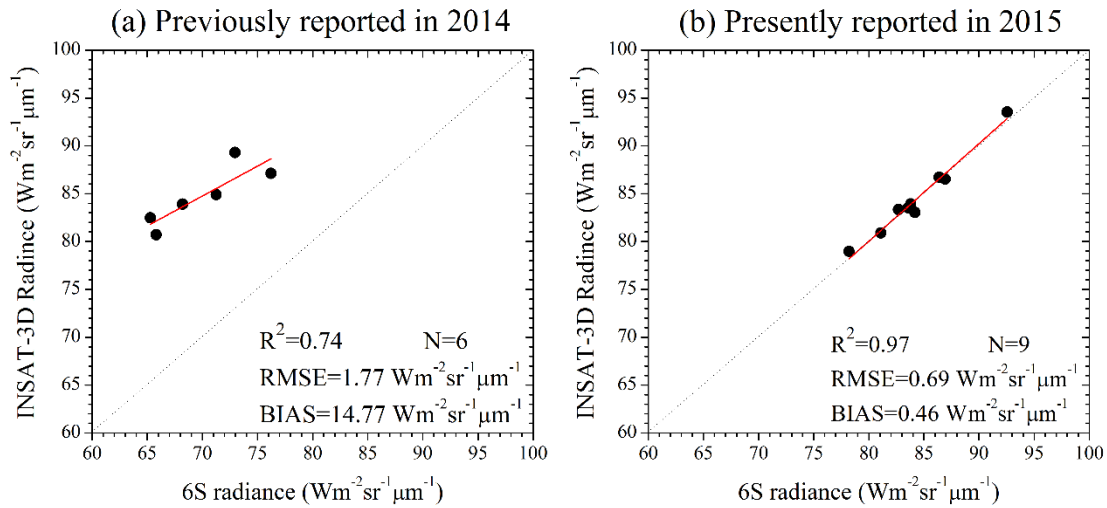 (a) Previously reported in 2014
INSAT-3D Radince (Wm⁻²sr⁻¹μm⁻¹)
100
95
90
85
80
75
70
65
60
R²=0.74 N=6
RMSE=1.77 Wm⁻²sr⁻¹μm⁻¹
BIAS=14.77 Wm⁻²sr⁻¹μm⁻¹
60 65 70 75 80 85 90 95 100
6S radiance (Wm⁻²sr⁻¹μm⁻¹)
(b) Presently reported in 2015
INSAT-3D Radince (Wm⁻²sr⁻¹μm⁻¹)
100
95
90
85
80
75
70
65
60
R²=0.97 N=9
RMSE=0.69 Wm⁻²sr⁻¹μm⁻¹
BIAS=0.46 Wm⁻²sr⁻¹μm⁻¹
60 65 70 75 80 85 90 95 100
6S radiance (Wm⁻²sr⁻¹μm⁻¹)